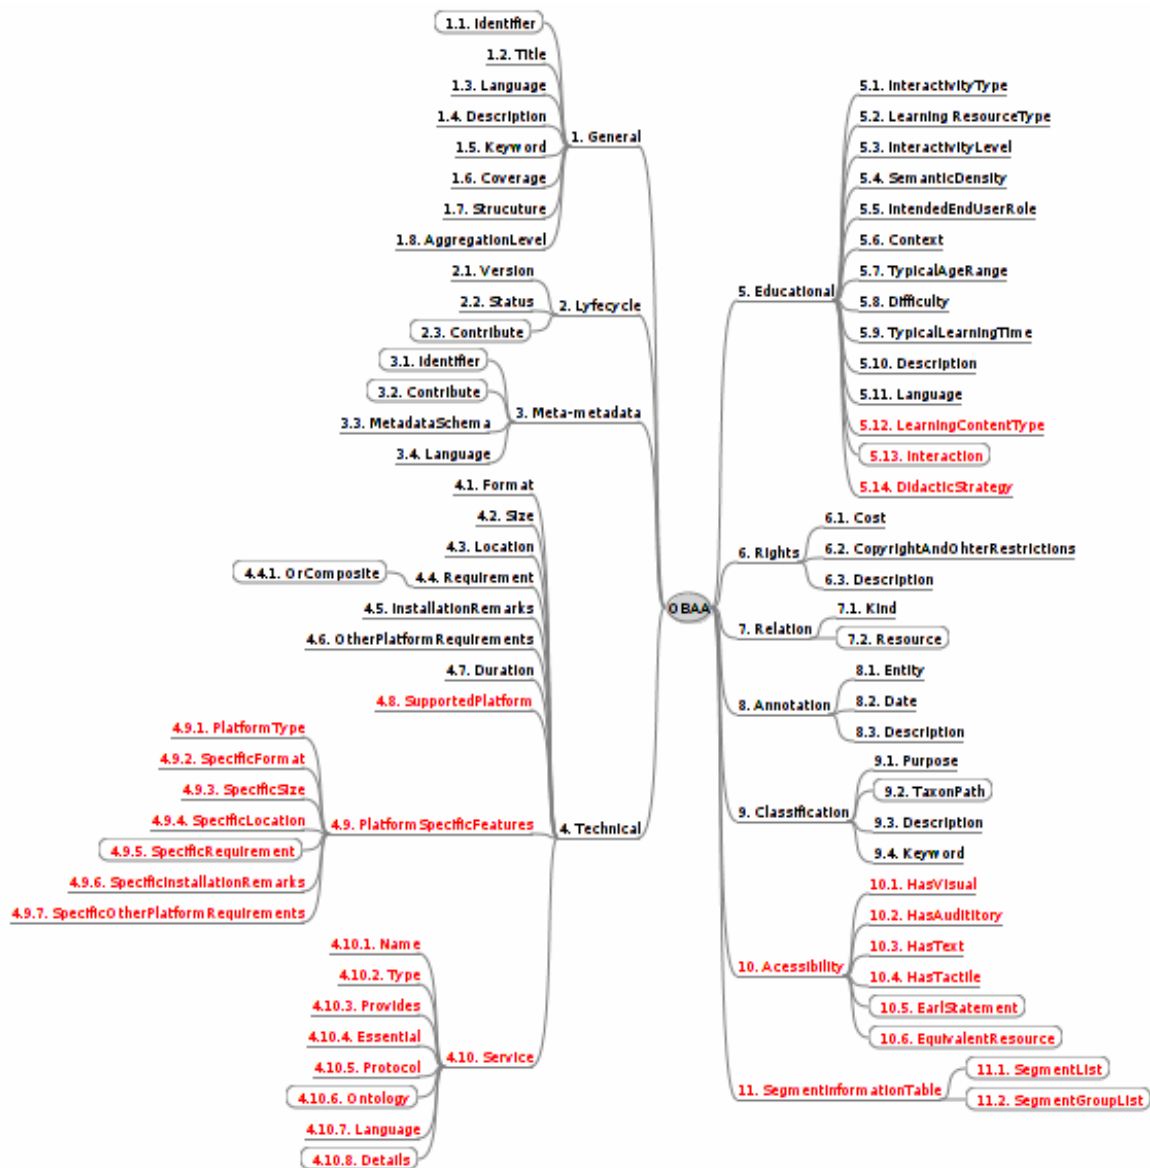 1.1. Identifier
1.2. Title
1.3. Language
1.4. Description
1.5. Keyword
1.6. Coverage
1.7. Strucuture
1.8. AggregationLevel
1. General
2.1. Version
2.2. Status
2.3. Contribute
2. Lyfecycle
3.1. Identifier
3.2. Contribute
3.3. MetadataSchema
3.4. Language
3. Meta-metadata
4.1. Format
4.2. Size
4.3. Location
4.4.1. OrComposite
4.4. Requirement
4.5. InstallationRemarks
4.6. OtherPlatformRequirements
4.7. Duration
4.8. SupportedPlatform
4.9.1. PlatformType
4.9.2. SpecificFormat
4.9.3. SpecificSize
4.9.4. SpecificLocation
4.9.5. SpecificRequirement
4.9.6. SpecificInstallationRemarks
4.9.7. SpecificOtherPlatformRequirements
4.9. PlatformSpecificFeatures
4. Technical
4.10.1. Name
4.10.2. Type
4.10.3. Provides
4.10.4. Essential
4.10.5. Protocol
4.10.6. Ontology
4.10.7. Language
4.10.8. Details
4.10. Service
OBAA
5.1. InteractivityType
5.2. Learning ResourceType
5.3. InteractivityLevel
5.4. SemanticDensity
5.5. IntendedEndUserRole
5.6. Context
5.7. TypicalAgeRange
5.8. Difficulty
5.9. TypicalLearningTime
5.10. Description
5.11. Language
5.12. LearningContentType
5.13. Interaction
5.14. DidacticStrategy
5. Educational
6.1. Cost
6.2. CopyrightAndOhterRestrictions
6.3. Description
6. Rights
7.1. Kind
7.2. Resource
7. Relation
8.1. Entity
8.2. Date
8.3. Description
8. Annotation
9.1. Purpose
9.2. TaxonPath
9.3. Description
9.4. Keyword
9. Classification
10.1. HasVisual
10.2. HasAudititory
10.3. HasText
10.4. HasTactile
10.5. EarlStatement
10.6. EquivalentResource
10. Acessibility
11.1. SegmentList
11.2. SegmentGroupList
11. SegmentInformationTable